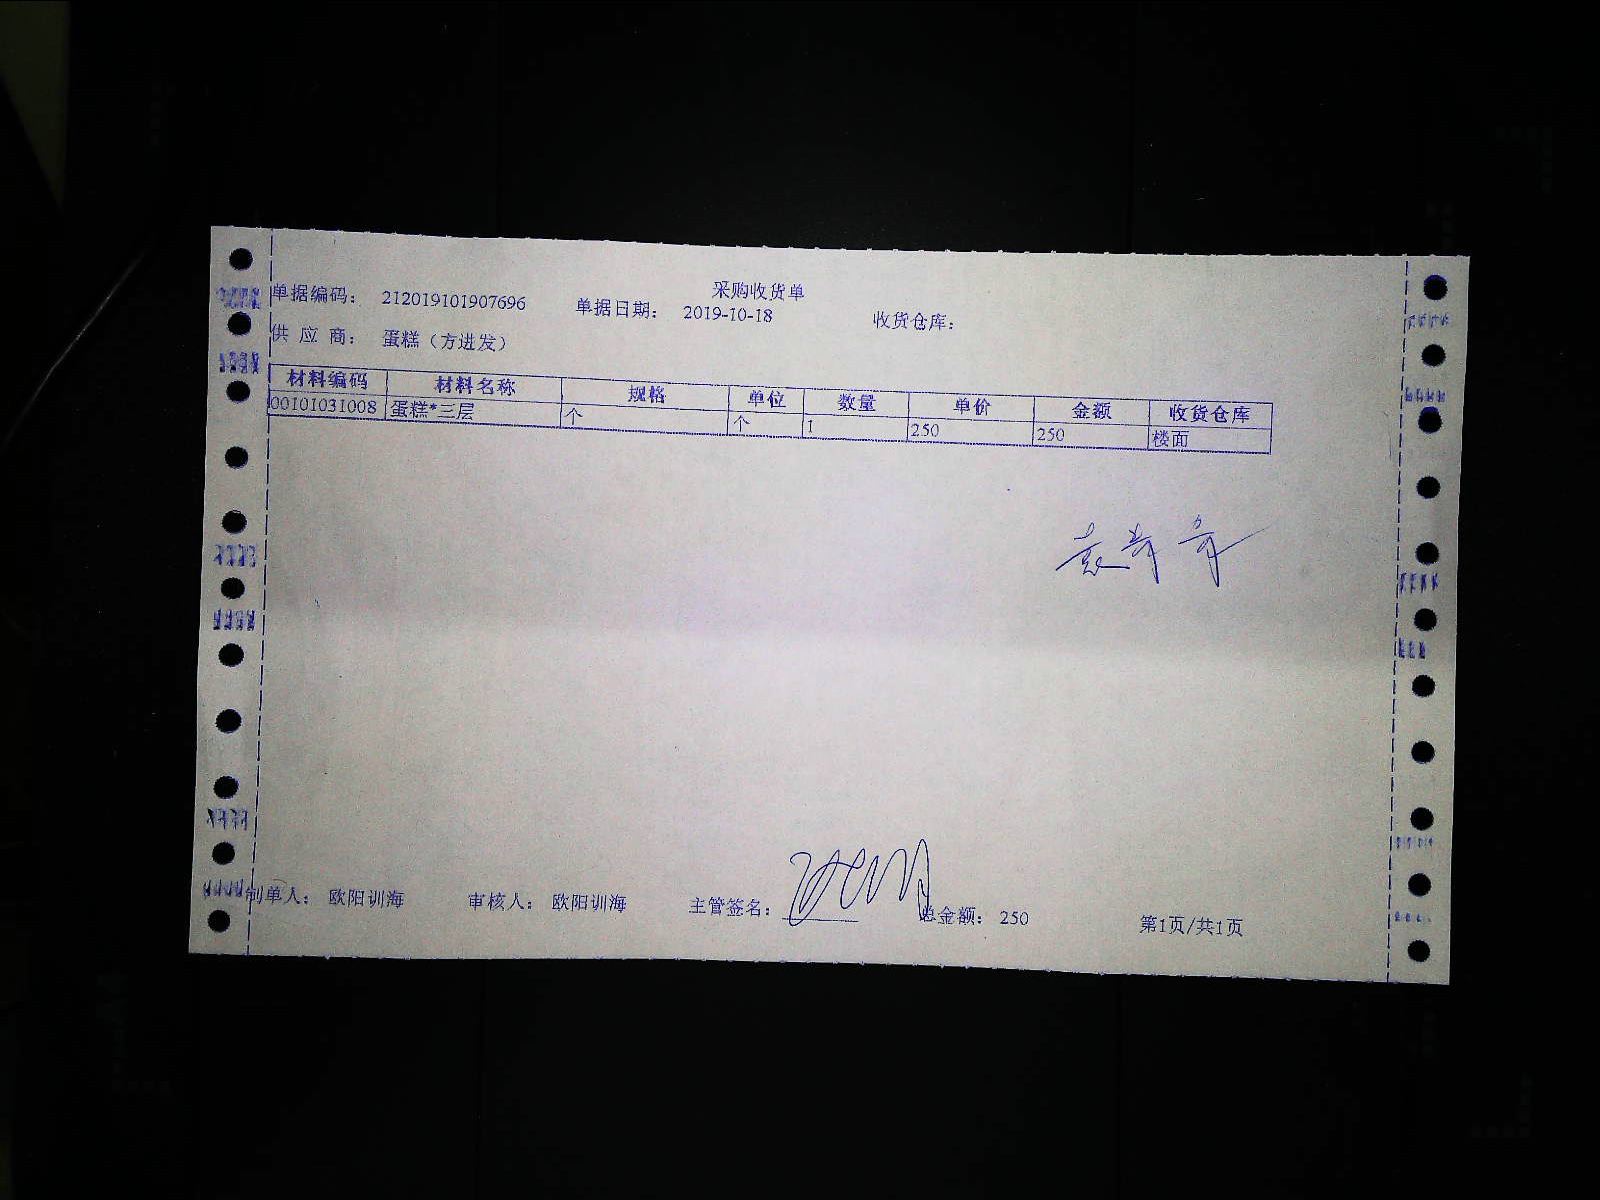 采购收货单
单据编码： 212019101907696 单据日期： 2019-10-18 收货仓库：
供 应 商： 蛋糕（方进发）
材料编码 材料名称 规格 单位 数量 单价 金额 收货仓库
00101031008 蛋糕*三层 个 个 1 250 250 楼面
制单人： 欧阳训海 审核人： 欧阳训海 主管签名： 总金额： 250 第1页/共1页